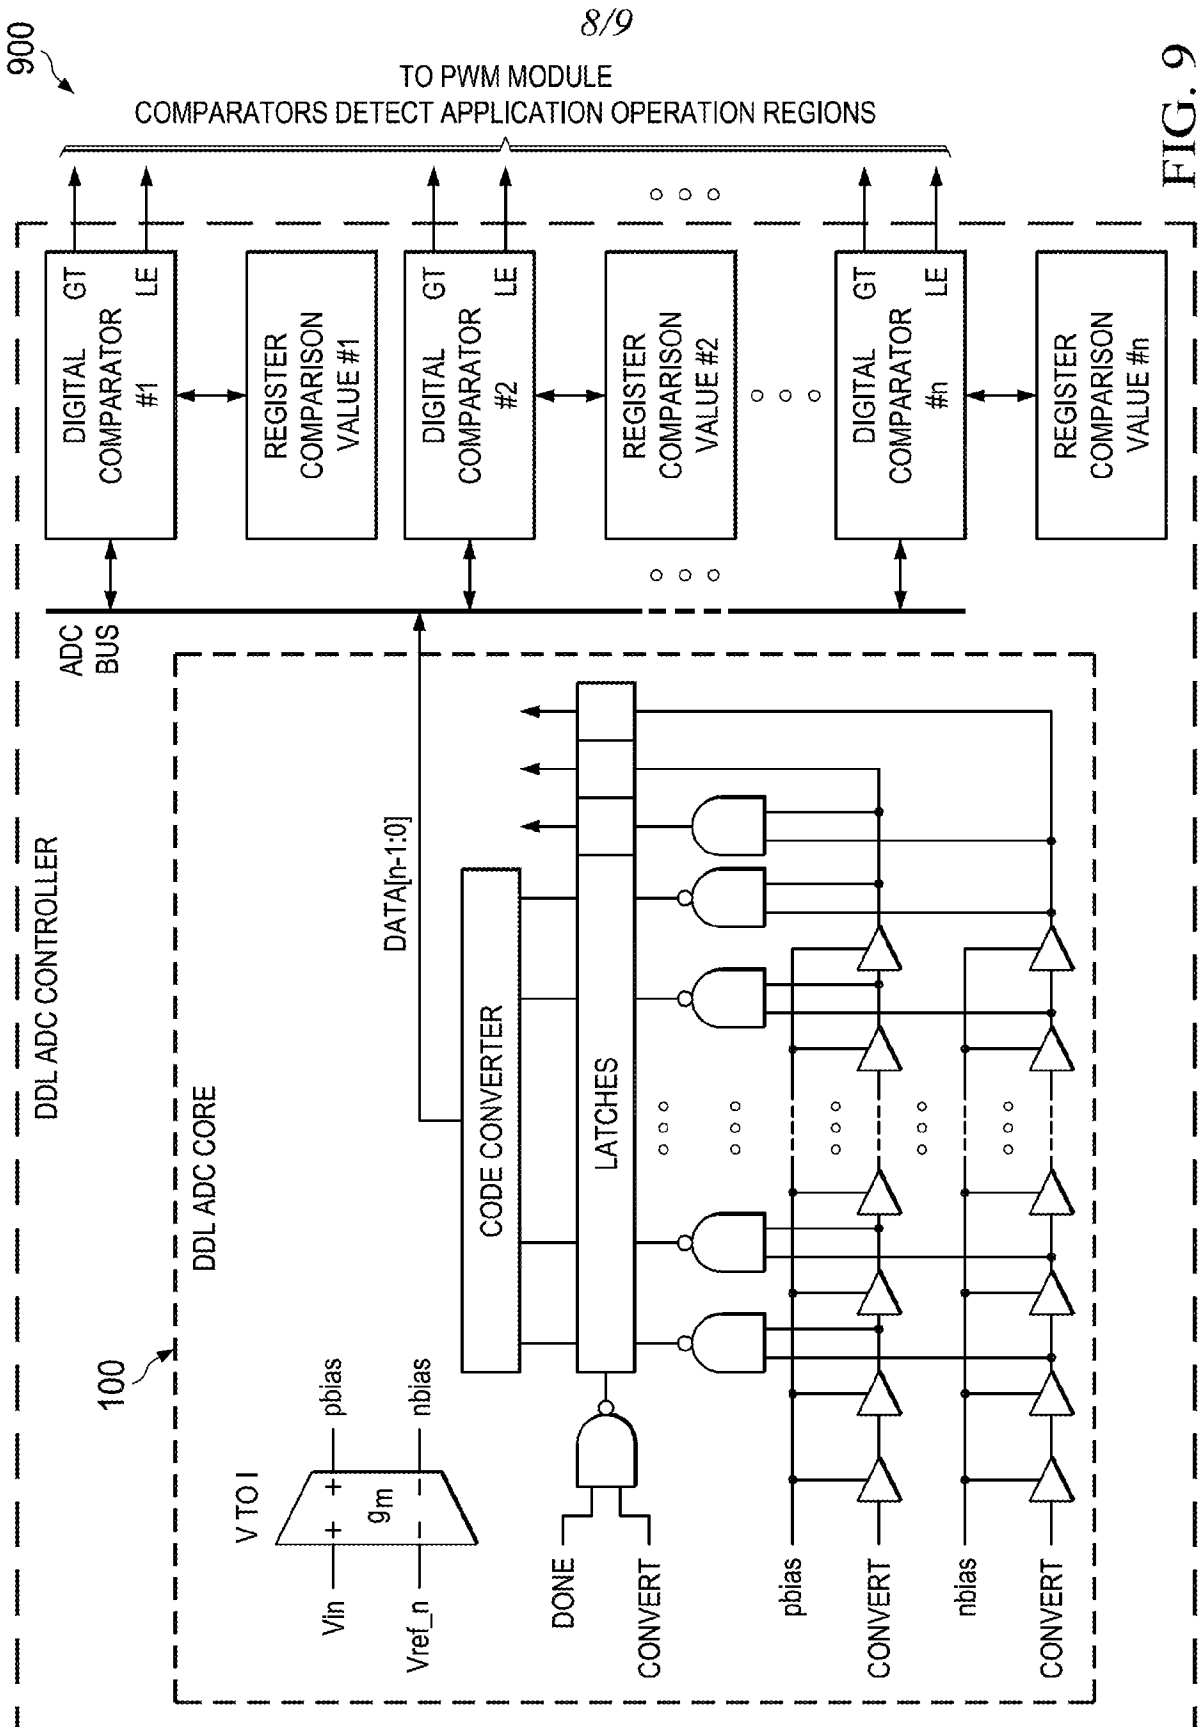 8/9
900
TO PWM MODULE
COMPARATORS DETECT APPLICATION OPERATION REGIONS
FIG. 9
DDL ADC CONTROLLER
DIGITAL
COMPARATOR
#1
GT
LE
REGISTER
COMPARISON
VALUE #1
DIGITAL
COMPARATOR
#2
GT
LE
REGISTER
COMPARISON
VALUE #2
DIGITAL
COMPARATOR
#n
GT
LE
REGISTER
COMPARISON
VALUE #n
ADC
BUS
100
DDL ADC CORE
DATA[n-1:0]
V TO I
Vin
+ +
pbias
gm
Vref_n
– –
nbias
CODE CONVERTER
LATCHES
DONE
CONVERT
pbias
CONVERT
nbias
CONVERT